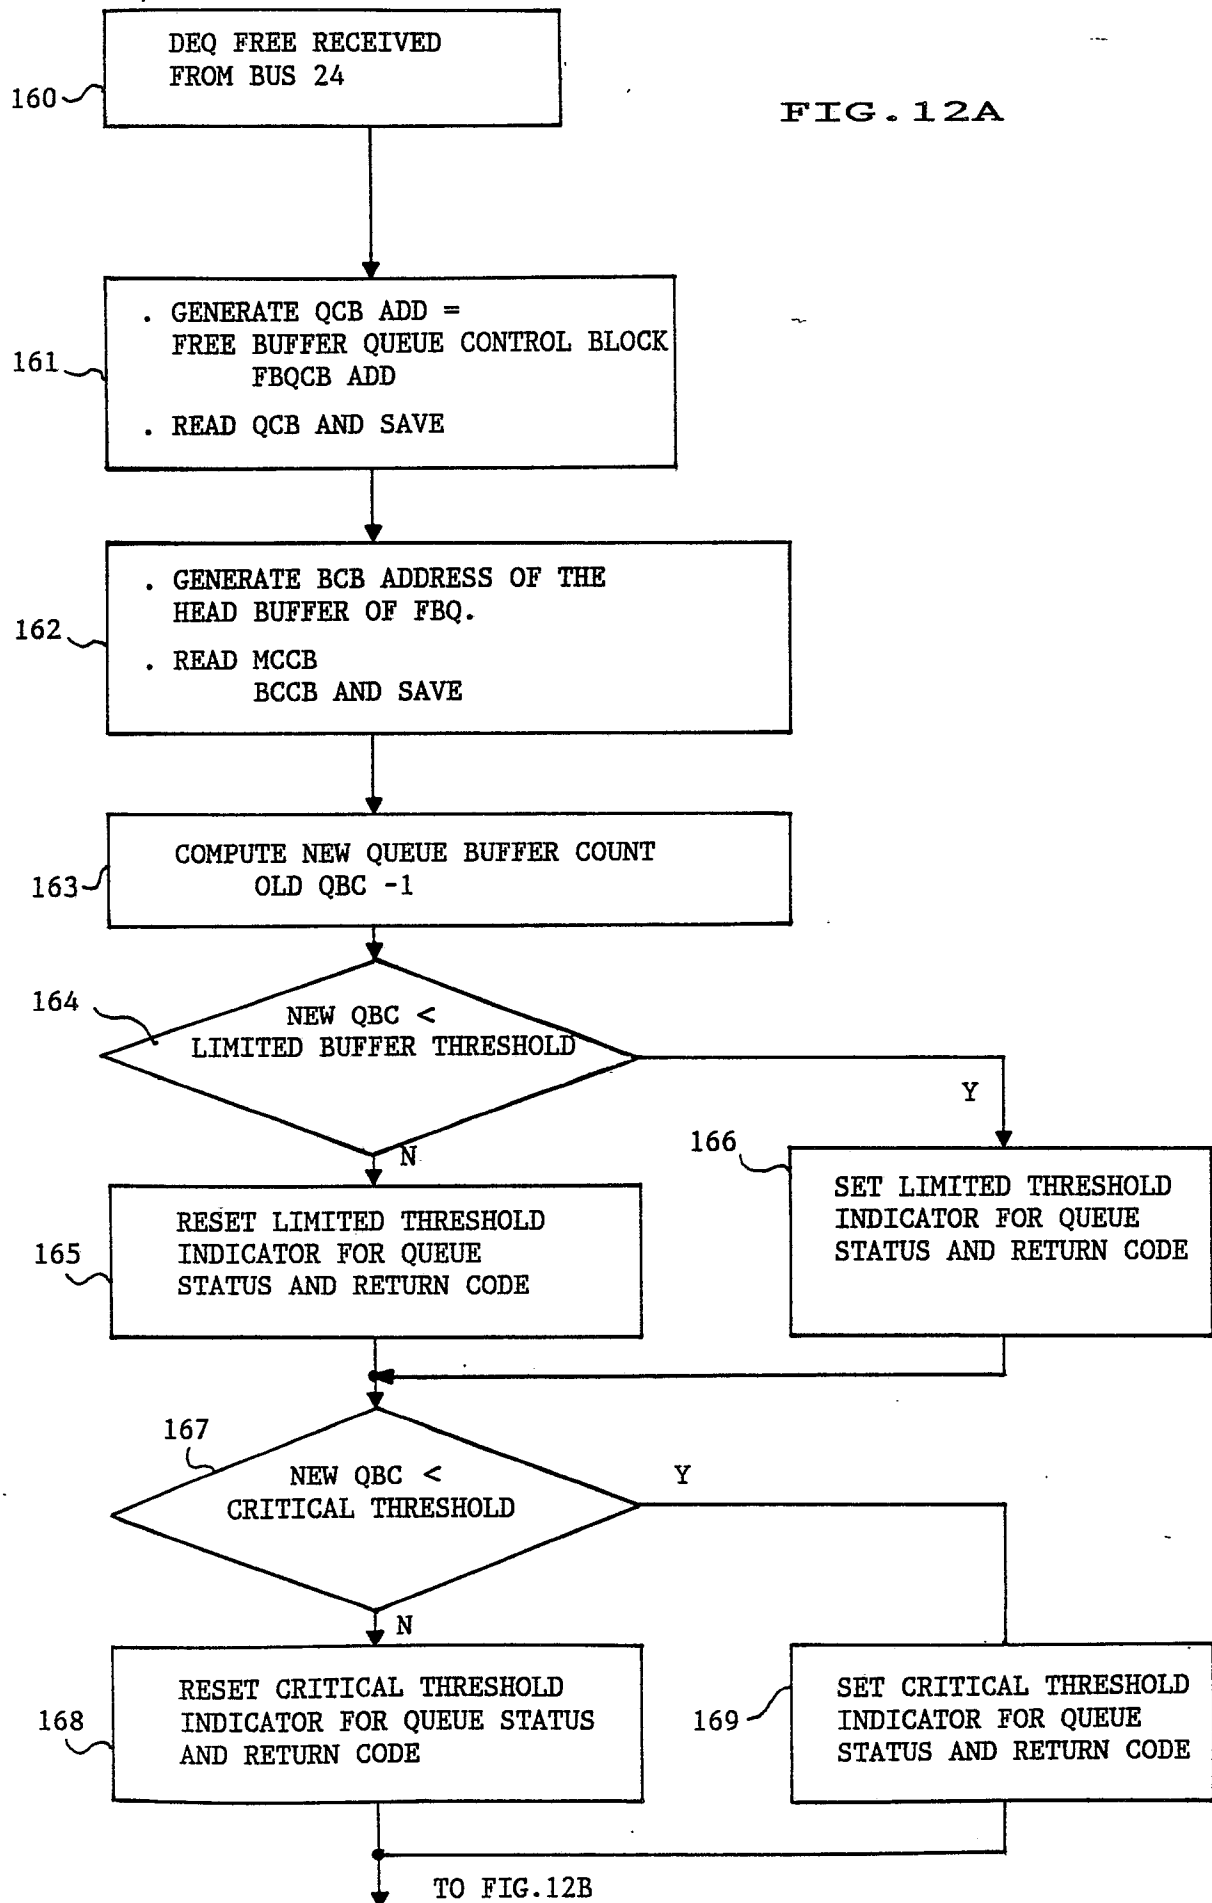 DEQ FREE RECEIVED
FROM BUS 24
160
FIG.12A
. GENERATE QCB ADD =
FREE BUFFER QUEUE CONTROL BLOCK
FBQCB ADD
. READ QCB AND SAVE
161
. GENERATE BCB ADDRESS OF THE
HEAD BUFFER OF FBQ.
. READ MCCB
BCCB AND SAVE
162
COMPUTE NEW QUEUE BUFFER COUNT
OLD QBC -1
163
164
NEW QBC <
LIMITED BUFFER THRESHOLD
Y
N
166
SET LIMITED THRESHOLD
INDICATOR FOR QUEUE
STATUS AND RETURN CODE
RESET LIMITED THRESHOLD
INDICATOR FOR QUEUE
STATUS AND RETURN CODE
165
167
NEW QBC <
CRITICAL THRESHOLD
Y
N
RESET CRITICAL THRESHOLD
INDICATOR FOR QUEUE STATUS
AND RETURN CODE
168
169
SET CRITICAL THRESHOLD
INDICATOR FOR QUEUE
STATUS AND RETURN CODE
TO FIG.12B